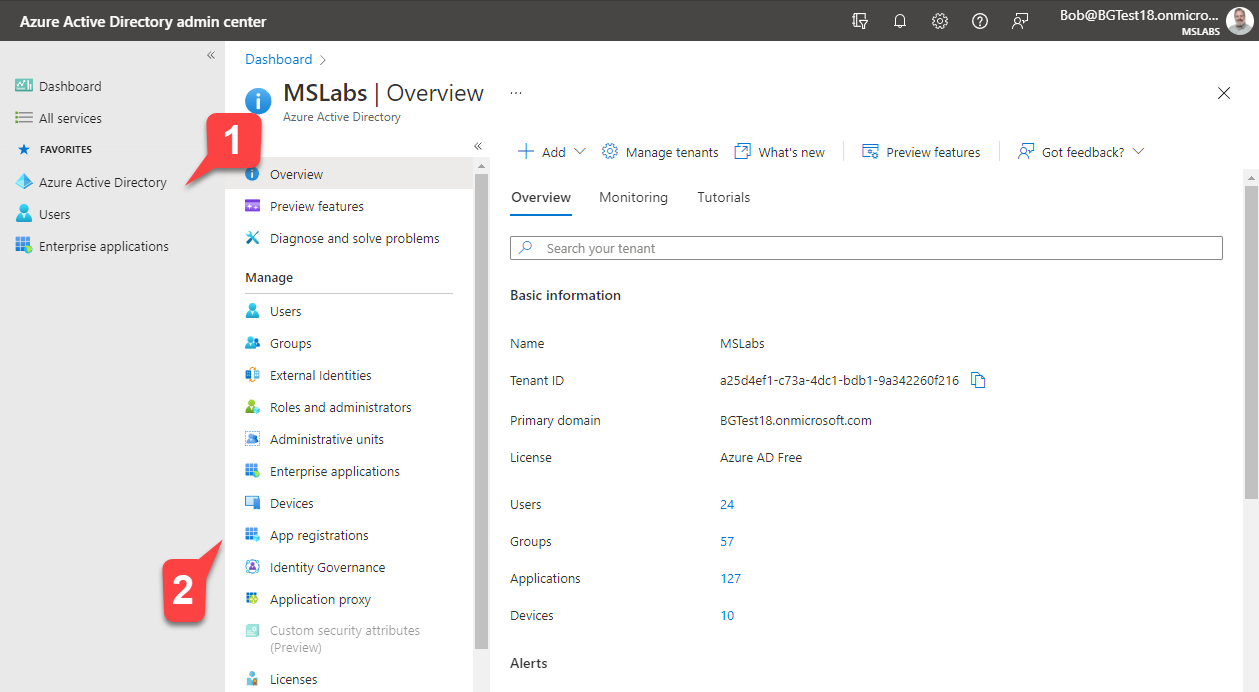 Azure Active Directory admin center
Bob@BGTest18.onmicro...
MSLABS
Dashboard
All services
FAVORITES
Azure Active Directory
Users
Enterprise applications
1
2
Dashboard
MSLabs | Overview
Azure Active Directory
Overview
Preview features
Diagnose and solve problems
Manage
Users
Groups
External Identities
Roles and administrators
Administrative units
Enterprise applications
Devices
App registrations
Identity Governance
Application proxy
Custom security attributes
(Preview)
Licenses
Add Manage tenants What's new Preview features Got feedback?
Overview Monitoring Tutorials
Search your tenant
Basic information
Name MSLabs
Tenant ID a25d4ef1-c73a-4dc1-bdb1-9a342260f216
Primary domain BGTest18.onmicrosoft.com
License Azure AD Free
Users 24
Groups 57
Applications 127
Devices 10
Alerts